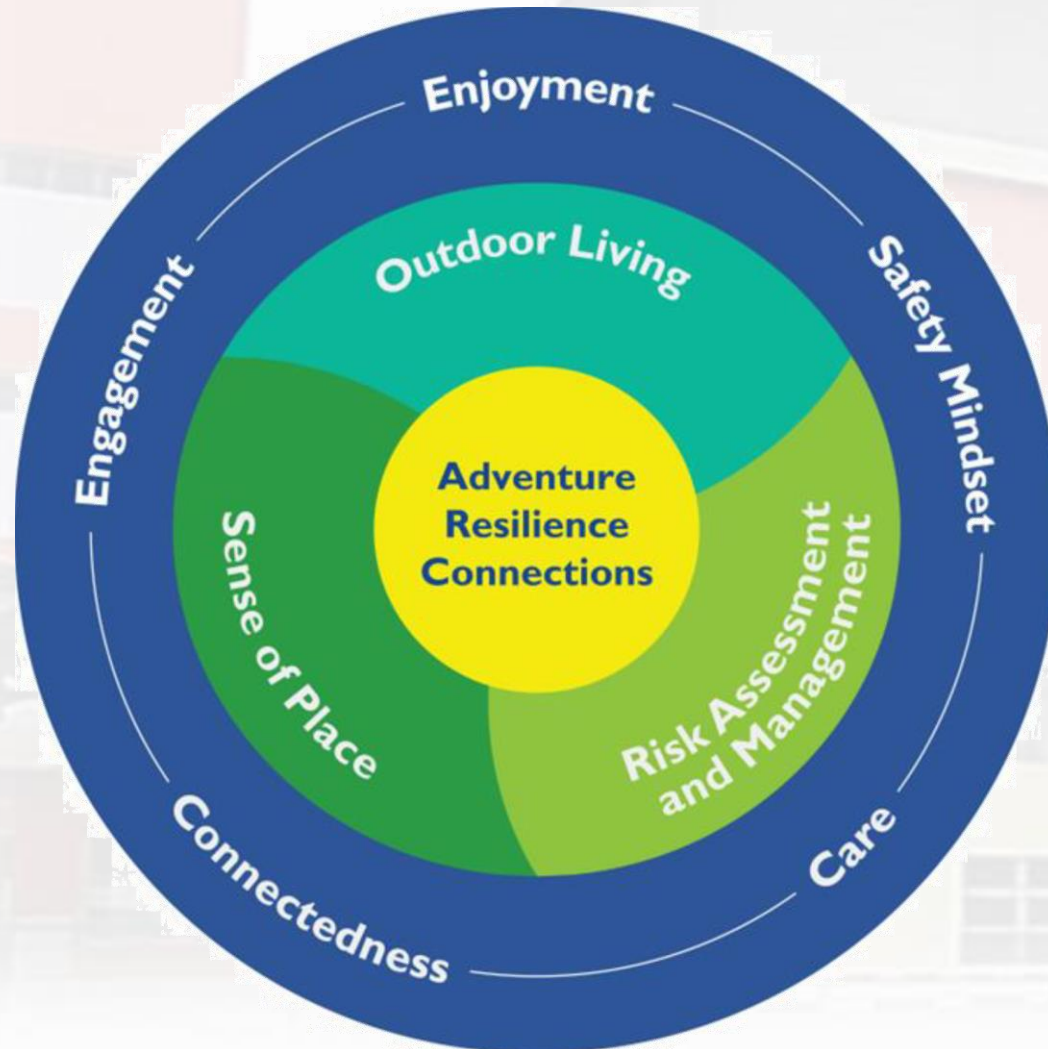 Enjoyment
Safety Mindset
Care
Connectedness
Engagement
Outdoor Living
Risk Assessment
and Management
Sense of Place
Adventure
Resilience
Connections